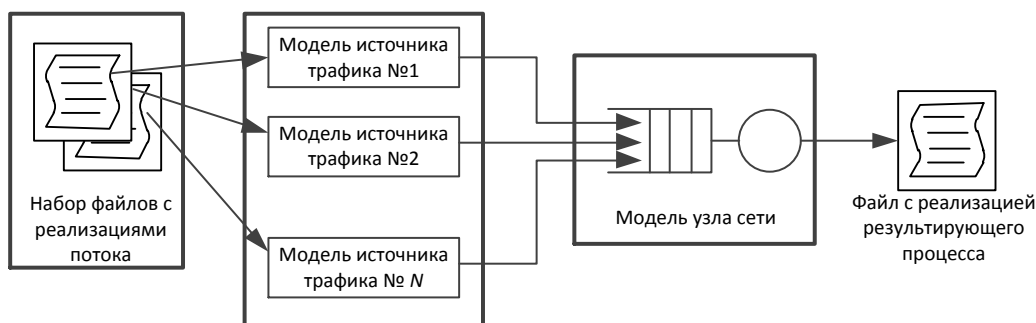 Набор файлов с
реализациями
потока
Модель источника
трафика №1
Модель источника
трафика №2
Модель источника
трафика № N
Модель узла сети
Файл с реализацией
результирующего
процесса